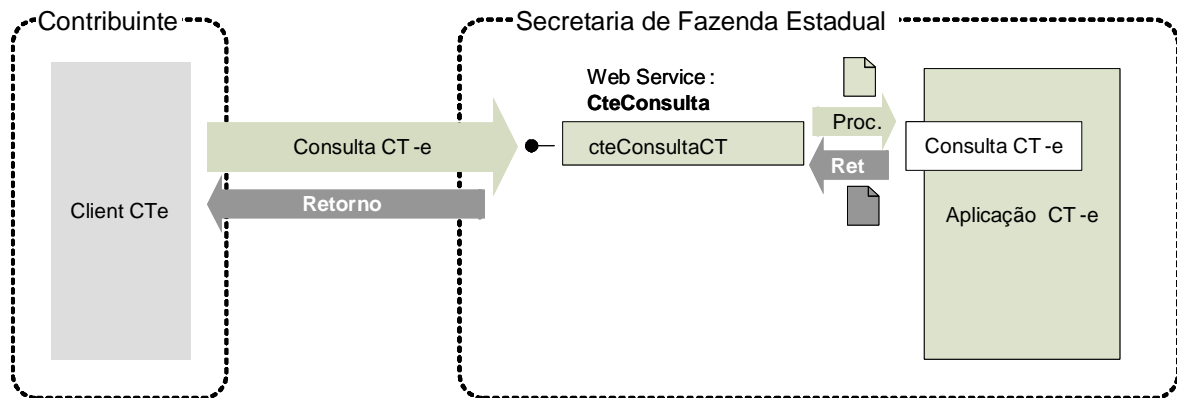 Contribuinte
Secretaria de Fazenda Estadual
Web Service :
CteConsulta
Consulta CT -e
cteConsultaCT
Proc.
Consulta CT -e
Ret
Retorno
Client CTe
Aplicação CT -e